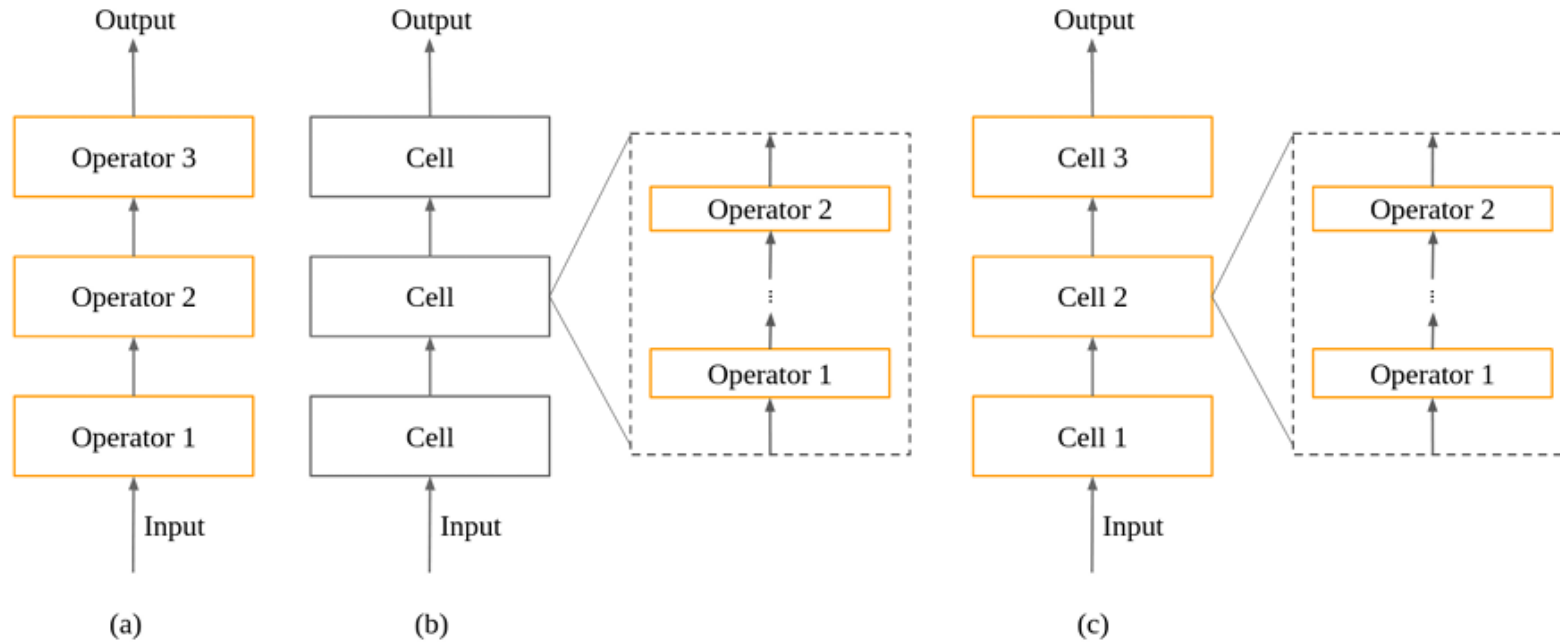 Output
Operator 3
Operator 2
Operator 1
Input
(a)
Output
Cell
Cell
Cell
Input
Operator 2
...
Operator 1
(b)
Output
Cell 3
Cell 2
Cell 1
Input
Operator 2
...
Operator 1
(c)